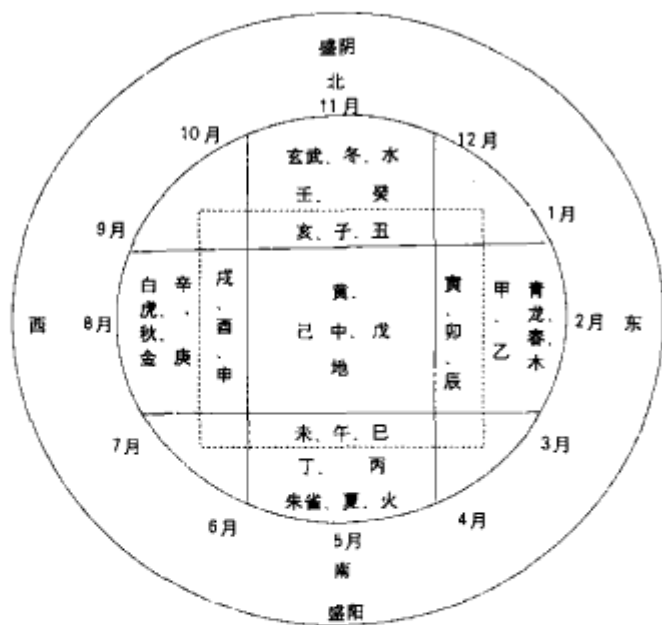 盛阴
北
11月
10月
12月
玄武、冬、水
壬、癸
9月
1月
亥、子、丑
西
8月
白虎、秋、金
辛、庚
戌、酉、申
黄.
己 中 戊
地
寅、卯、辰
甲、乙
青龙、春、木
2月
东
7月
3月
未、午、巳
丁、丙
朱雀、夏、火
6月
4月
5月
南
盛阳